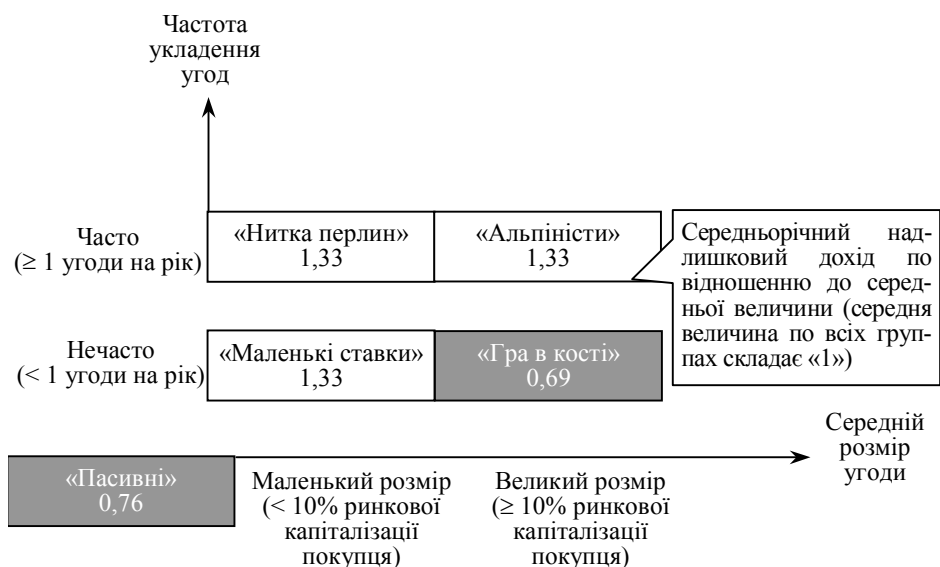 Частота
укладення
угод
Часто
(≥ 1 угоди на рік)
«Нитка перлин»
1,33
«Альпіністи»
1,33
Середньорічний над-
лишковий дохід по
відношенню до серед-
ньої величини (середня
величина по всіх груп-
пах складає «1»)
Нечасто
(< 1 угоди на рік)
«Маленькі ставки»
1,33
«Гра в кості»
0,69
Середній
розмір
угоди
«Пасивні»
0,76
Маленький розмір
(< 10% ринкової
капіталізації
покупця)
Великий розмір
(≥ 10% ринкової
капіталізації
покупця)